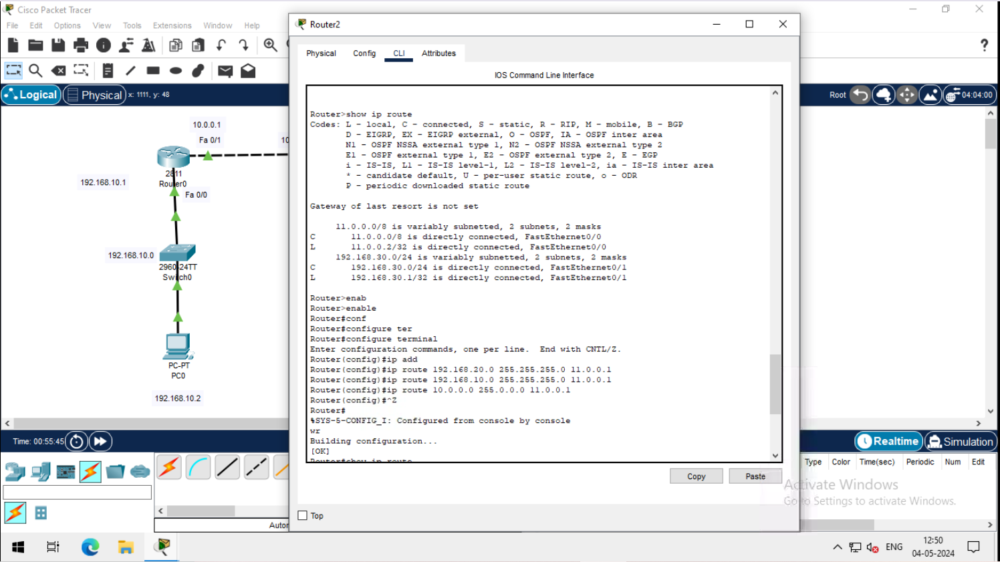 Cisco Packet Tracer
File Edit Options View Tools Extensions Window Help
Logical
Physical
x: 1111, y: 48
Root
04:04:00
10.0.0.1
Fa 0/1
10
2811
Router0
192.168.10.1
Fa 0/0
192.168.10.0
2960-24TT
Switch0
PC-PT
PC0
192.168.10.2
Router2
Physical Config CLI Attributes
IOS Command Line Interface
Router>show ip route
Codes: L - local, C - connected, S - static, R - RIP, M - mobile, B - BGP
D - EIGRP, EX - EIGRP external, O - OSPF, IA - OSPF inter area
N1 - OSPF NSSA external type 1, N2 - OSPF NSSA external type 2
E1 - OSPF external type 1, E2 - OSPF external type 2, E - EGP
i - IS-IS, L1 - IS-IS level-1, L2 - IS-IS level-2, ia - IS-IS inter area
* - candidate default, U - per-user static route, o - ODR
P - periodic downloaded static route
Gateway of last resort is not set
11.0.0.0/8 is variably subnetted, 2 subnets, 2 masks
C 11.0.0.0/8 is directly connected, FastEthernet0/0
L 11.0.0.2/32 is directly connected, FastEthernet0/0
192.168.30.0/24 is variably subnetted, 2 subnets, 2 masks
C 192.168.30.0/24 is directly connected, FastEthernet0/1
L 192.168.30.1/32 is directly connected, FastEthernet0/1
Router>enab
Router>enable
Router#conf
Router#configure ter
Router#configure terminal
Enter configuration commands, one per line. End with CNTL/Z.
Router(config)#ip add
Router(config)#ip route 192.168.20.0 255.255.255.0 11.0.0.1
Router(config)#ip route 192.168.10.0 255.255.255.0 11.0.0.1
Router(config)#ip route 10.0.0.0 255.0.0.0 11.0.0.1
Router(config)#^Z
Router#
%SYS-5-CONFIG_I: Configured from console by console
wr
Building configuration...
[OK]
Router#show ip route
Copy Paste
Top
Time: 00:55:45
Realtime
Simulation
Type Color Time(sec) Periodic Num Edit
Activate Windows
Go to Settings to activate Windows.
Autor
ENG
12:50
04-05-2024